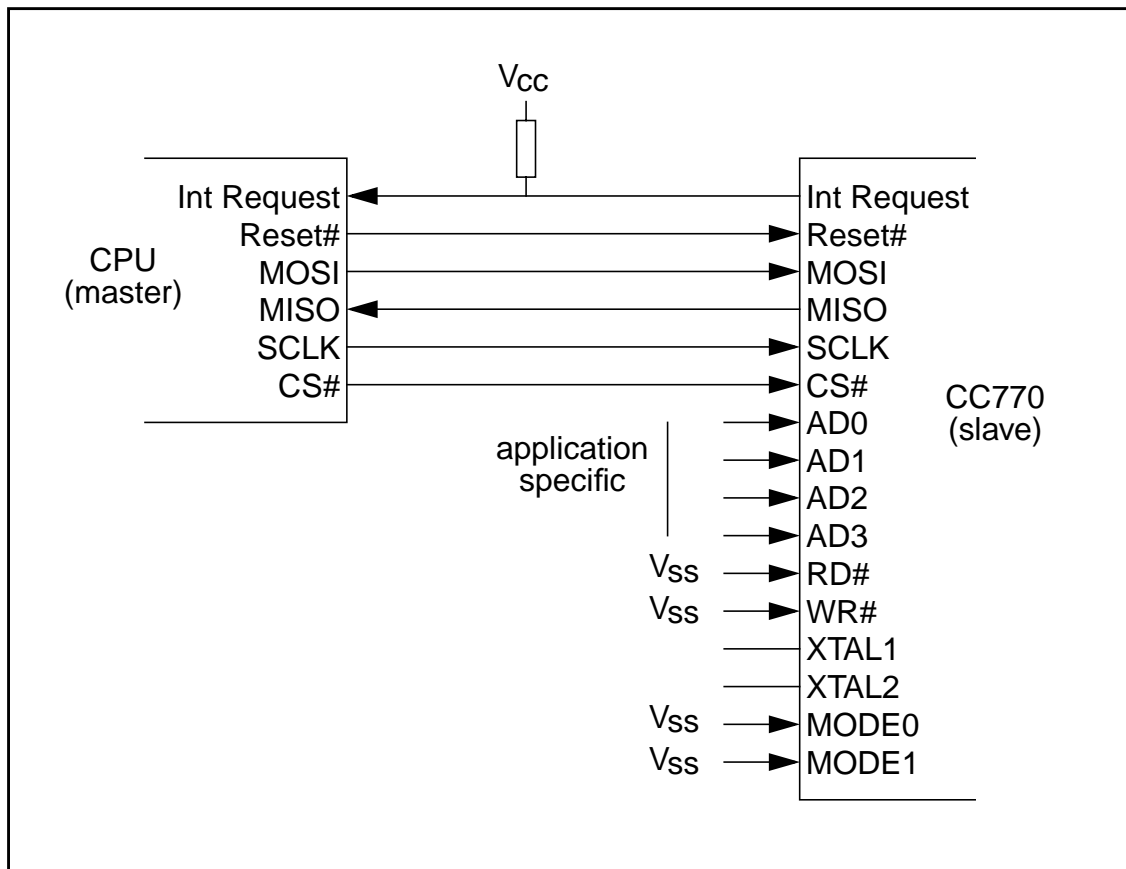 Vcc
Int Request
Reset#
MOSI
MISO
SCLK
CS#
CPU
(master)
Int Request
Reset#
MOSI
MISO
SCLK
CS#
AD0
AD1
AD2
AD3
RD#
WR#
XTAL1
XTAL2
MODE0
MODE1
CC770
(slave)
application
specific
Vss
Vss
Vss
Vss